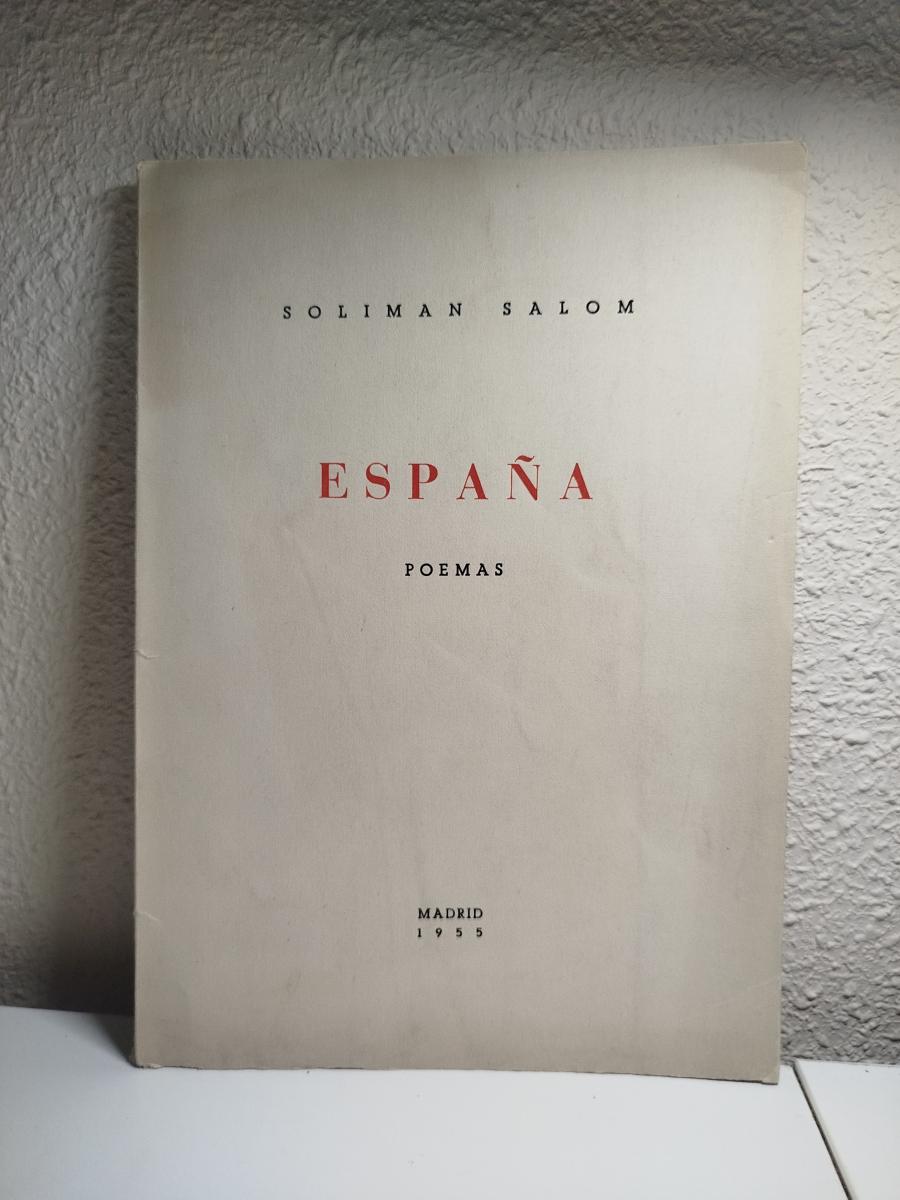 SOLIMAN SALOM
ESPAÑA
POEMAS
MADRID
1955